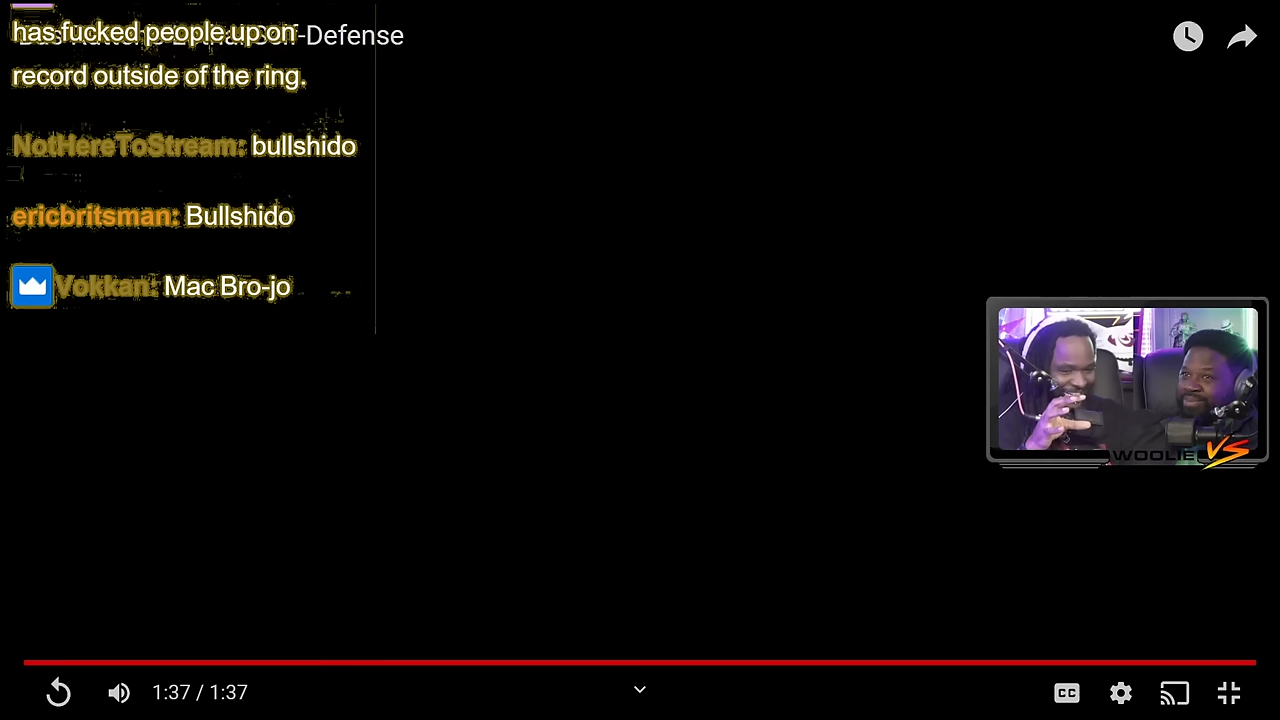 has fucked people up on
-Defense
record outside of the ring.
NotHereToStream: bullshido
ericbritsman: Bullshido
Vokkan: Mac Bro-jo
WOOLIE VS
1:37 / 1:37
CC